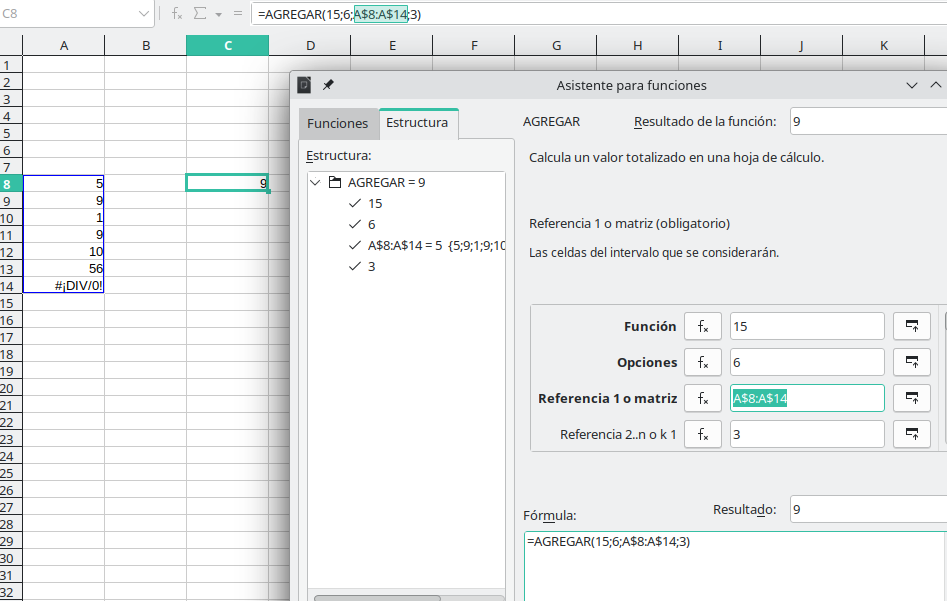 C8 fx Σ = =AGREGAR(15;6;A$8:A$14;3)
A B C D E F G H I J K
1
2
3
4
5
6
7
8 5 9
9 9
10 1
11 9
12 10
13 56
14 #¡DIV/0!
15
16
17
18
19
20
21
22
23
24
25
26
27
28
29
30
31
32
Asistente para funciones
Funciones Estructura
Estructura:
AGREGAR = 9
15
6
A$8:A$14 = 5 {5;9;1;9;10
3
AGREGAR Resultado de la función: 9
Calcula un valor totalizado en una hoja de cálculo.
Referencia 1 o matriz (obligatorio)
Las celdas del intervalo que se considerarán.
Función fx 15
Opciones fx 6
Referencia 1 o matriz fx A$8:A$14
Referencia 2..n o k 1 fx 3
Fórmula: Resultado: 9
=AGREGAR(15;6;A$8:A$14;3)